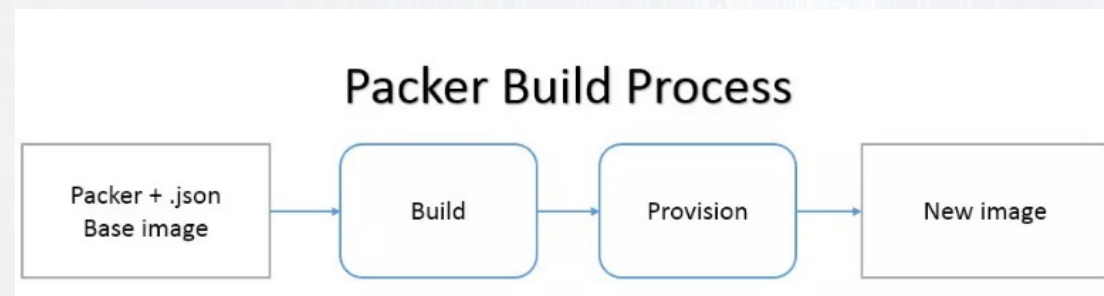 Packer Build Process
Packer + .json
Base image
Build
Provision
New image